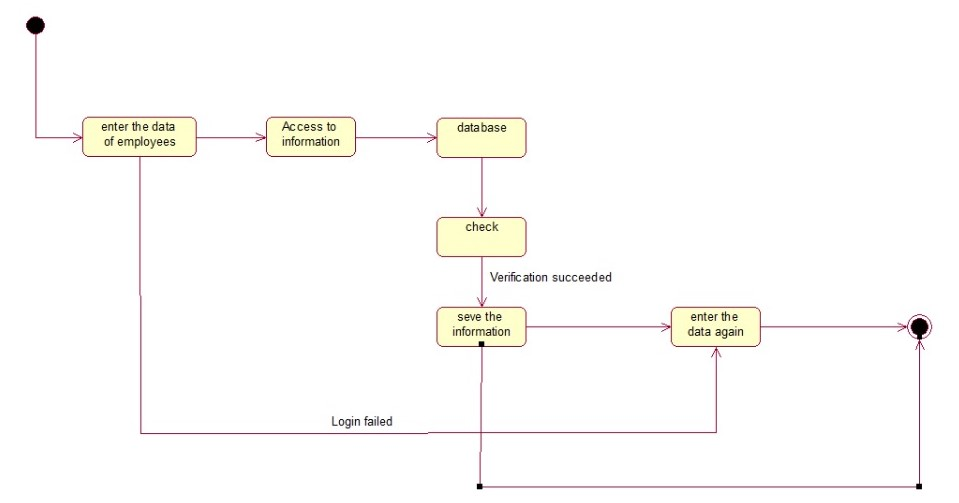 enter the data
of employees
Access to
information
database
check
Verification succeeded
seve the
information
enter the
data again
Login failed